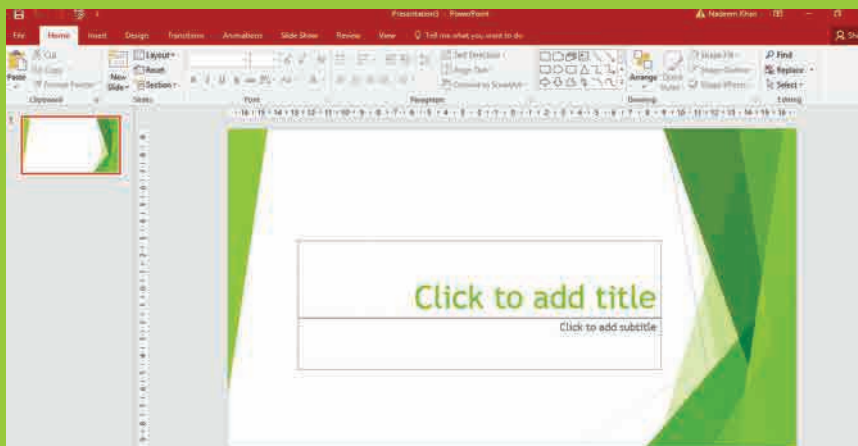 Presentation3 - PowerPoint
Nadeem Khan
File Home Insert Design Transitions Animations Slide Show Review View Tell me what you want to do
Cut
Copy
Format Painter
Paste
Clipboard
New Slide
Layout
Reset
Section
Slides
Font
Text Direction
Align Text
Convert to SmartArt
Paragraph
Arrange
Quick Styles
Shape Fill
Shape Outline
Shape Effects
Drawing
Find
Replace
Select
Editing
1
Click to add title
Click to add subtitle